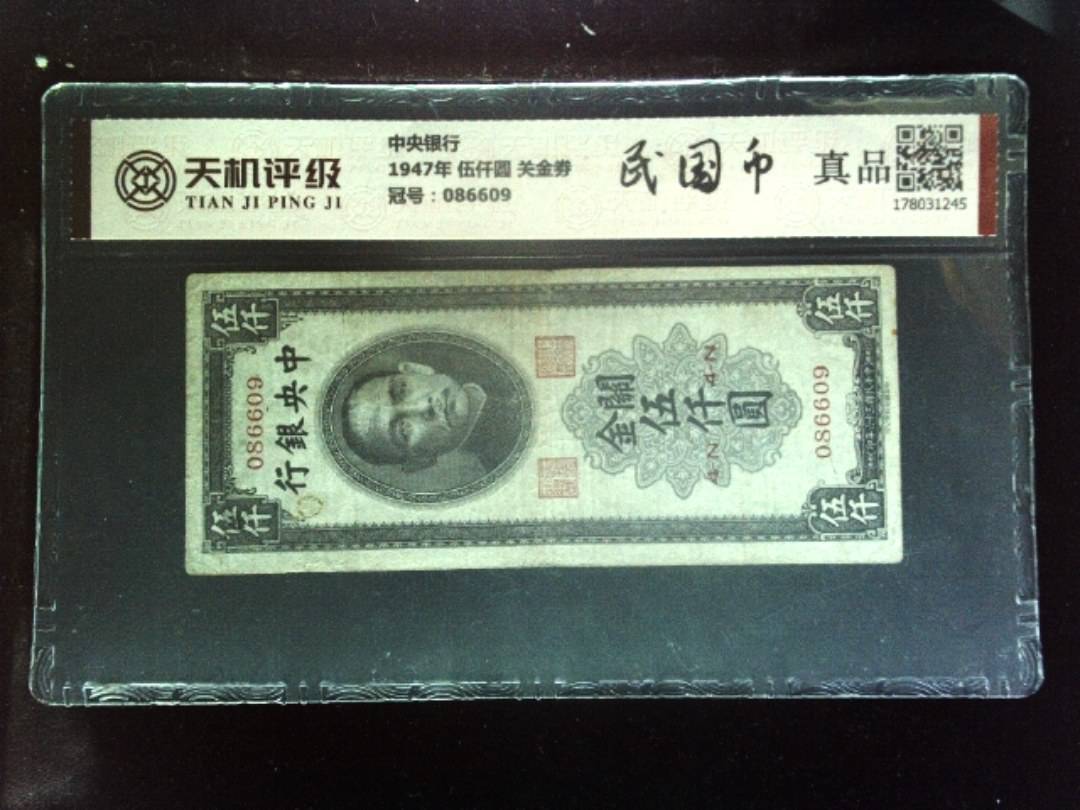 天机评级
TIAN JI PING JI
中央银行
1947年 伍仟圆 关金券
冠号：086609
民国币
真品
178031245
伍仟
伍仟
伍仟
伍仟
中央銀行
086609
086609
關金
伍仟圓
4-N
4-N